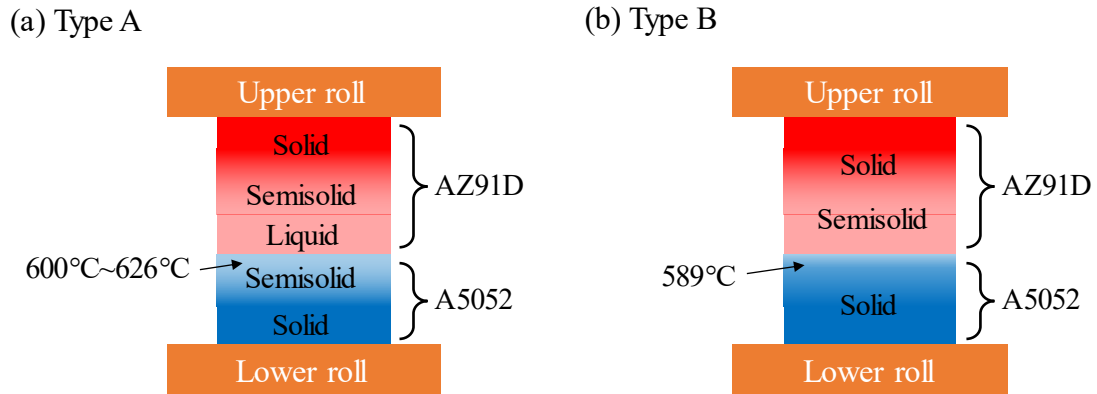 (a) Type A
Upper roll
Solid
Semisolid
Liquid
AZ91D
600°C~626°C
Semisolid
Solid
A5052
Lower roll
(b) Type B
Upper roll
Solid
Semisolid
AZ91D
589°C
Solid
A5052
Lower roll